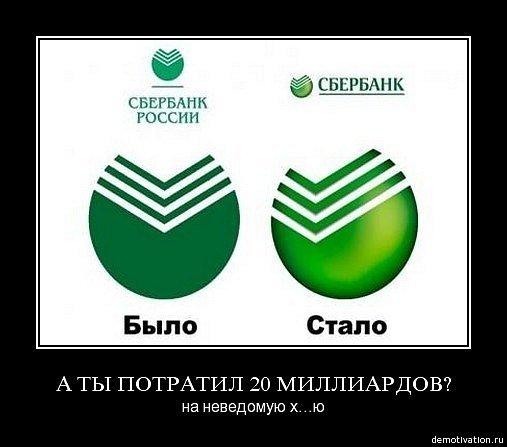 СБЕРБАНК
РОССИИ
СБЕРБАНК
Было
Стало
А ТЫ ПОТРАТИЛ 20 МИЛЛИАРДОВ?
на неведомую х...ю
demotivation.ru